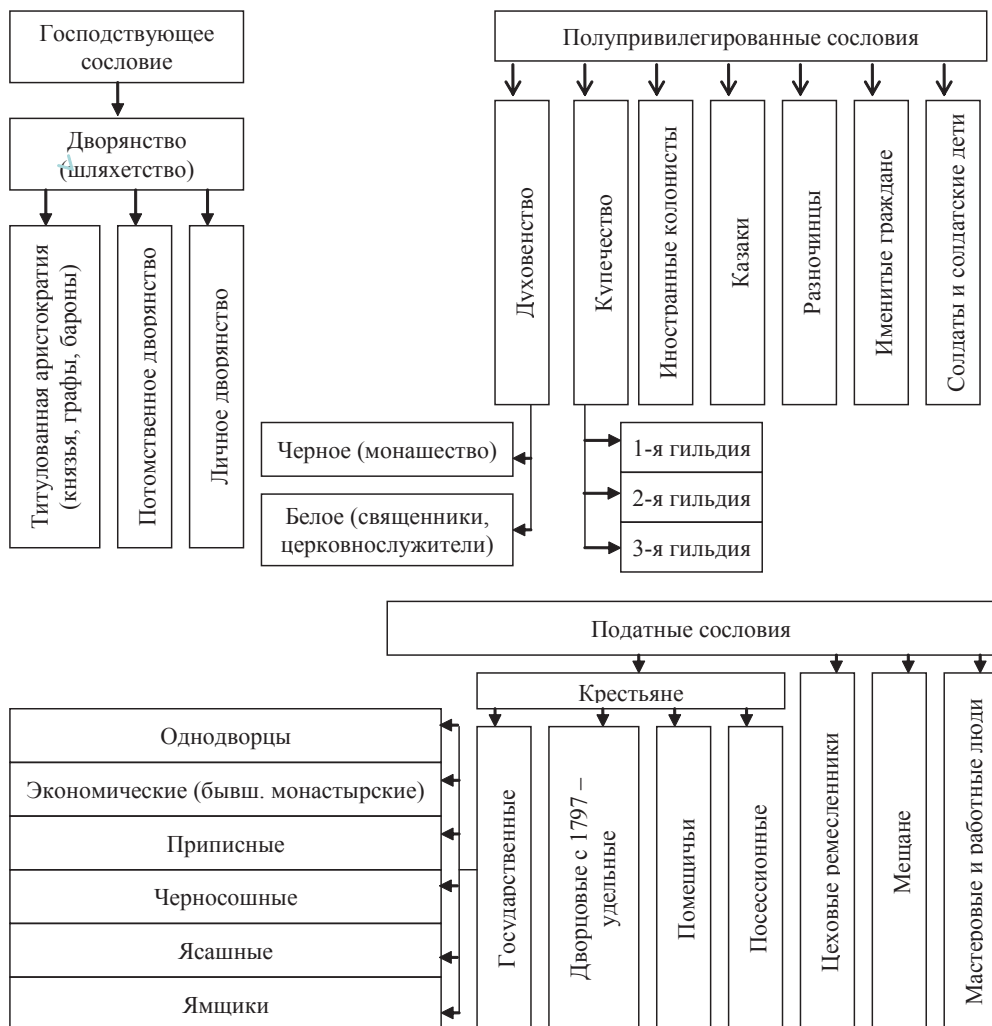 Господствующее
сословие
Дворянство
(шляхетство)
Титулованная аристократия
(князья, графы, бароны)
Потомственное дворянство
Личное дворянство
Полупривилегированные сословия
Духовенство
Купечество
Иностранные колонисты
Казаки
Разночинцы
Именитые граждане
Солдаты и солдатские дети
Черное (монашество)
Белое (священники,
церковнослужители)
1-я гильдия
2-я гильдия
3-я гильдия
Податные сословия
Крестьяне
Государственные
Дворцовые с 1797 –
удельные
Помещичьи
Посессионные
Цеховые ремесленники
Мещане
Мастеровые и работные люди
Однодворцы
Экономические (бывш. монастырские)
Приписные
Черносошные
Ясашные
Ямщики